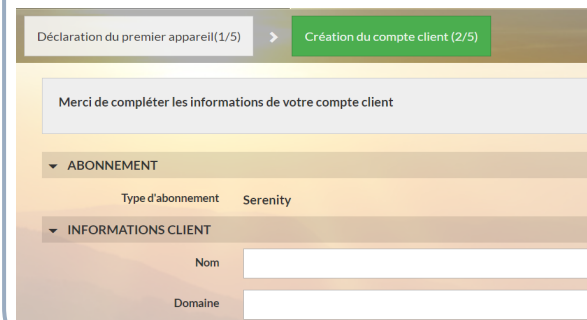 Déclaration du premier appareil(1/5)
Création du compte client (2/5)
Merci de compléter les informations de votre compte client
ABONNEMENT
Type d'abonnement Serenity
INFORMATIONS CLIENT
Nom
Domaine